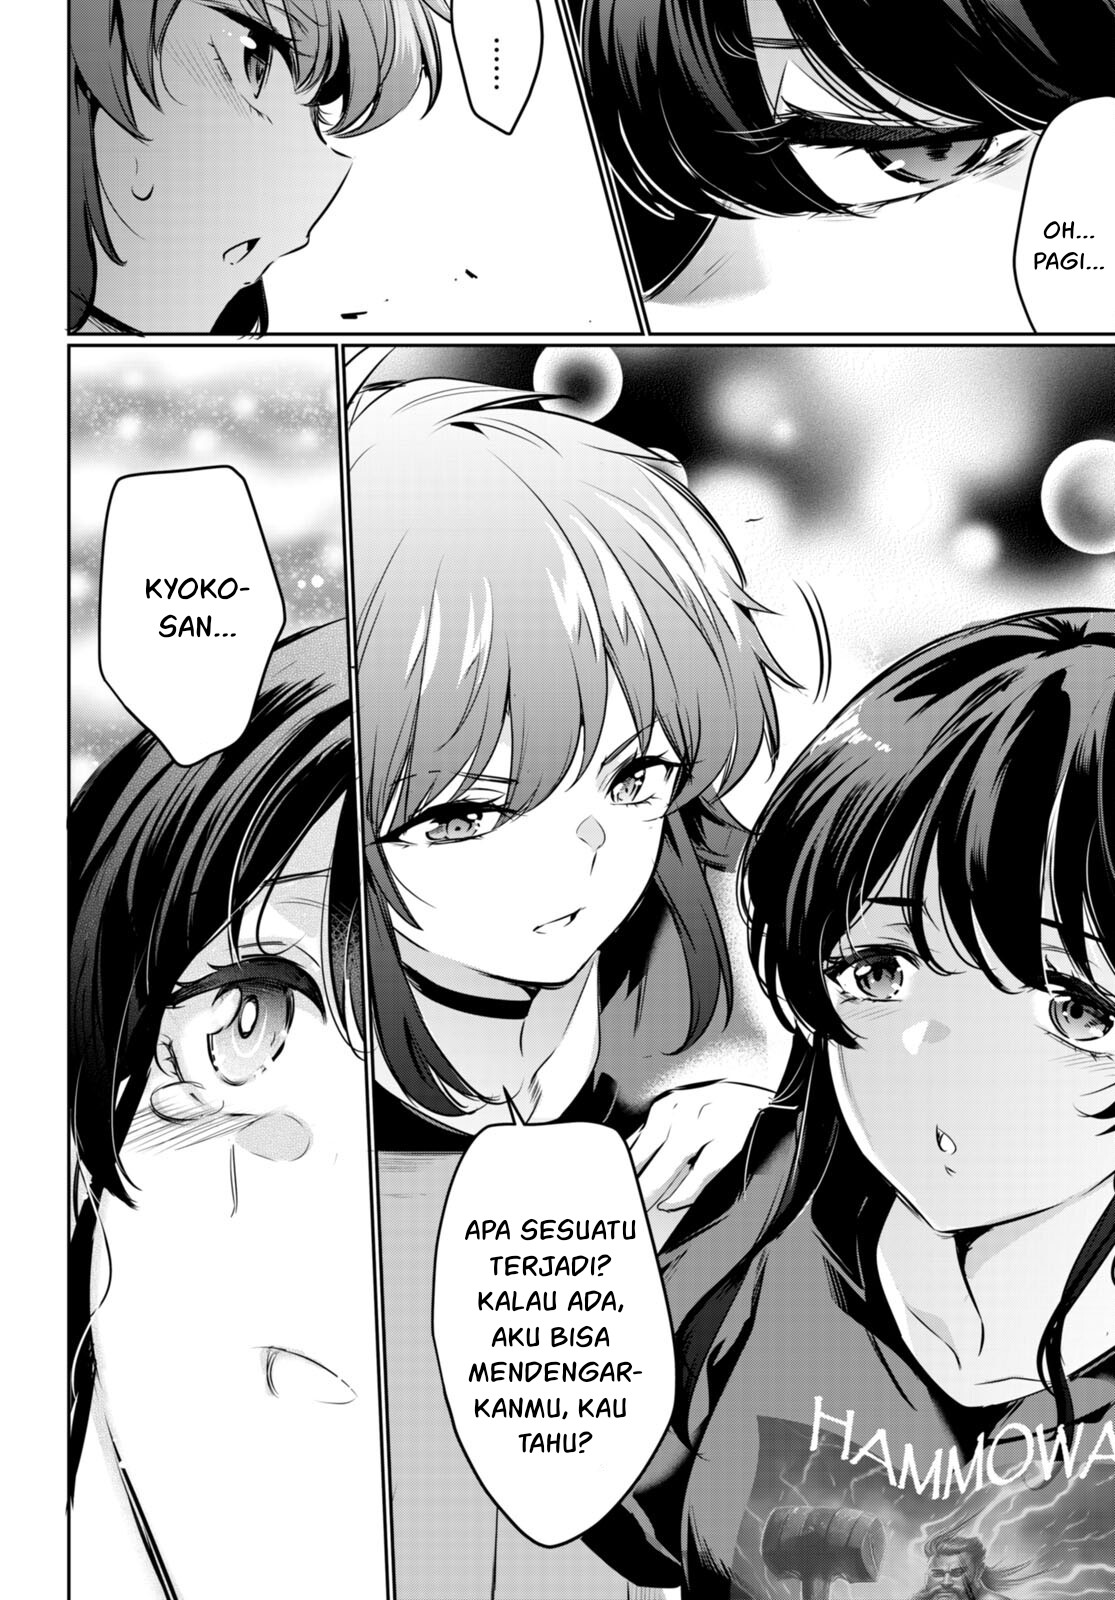 OH...
PAGI...
.......
APA SESUATU
TERJADI?
KALAU ADA,
AKU BISA
MENDENGAR-
KANMU, KAU
TAHU?
HAMMOWA
KYOKO-
SAN...